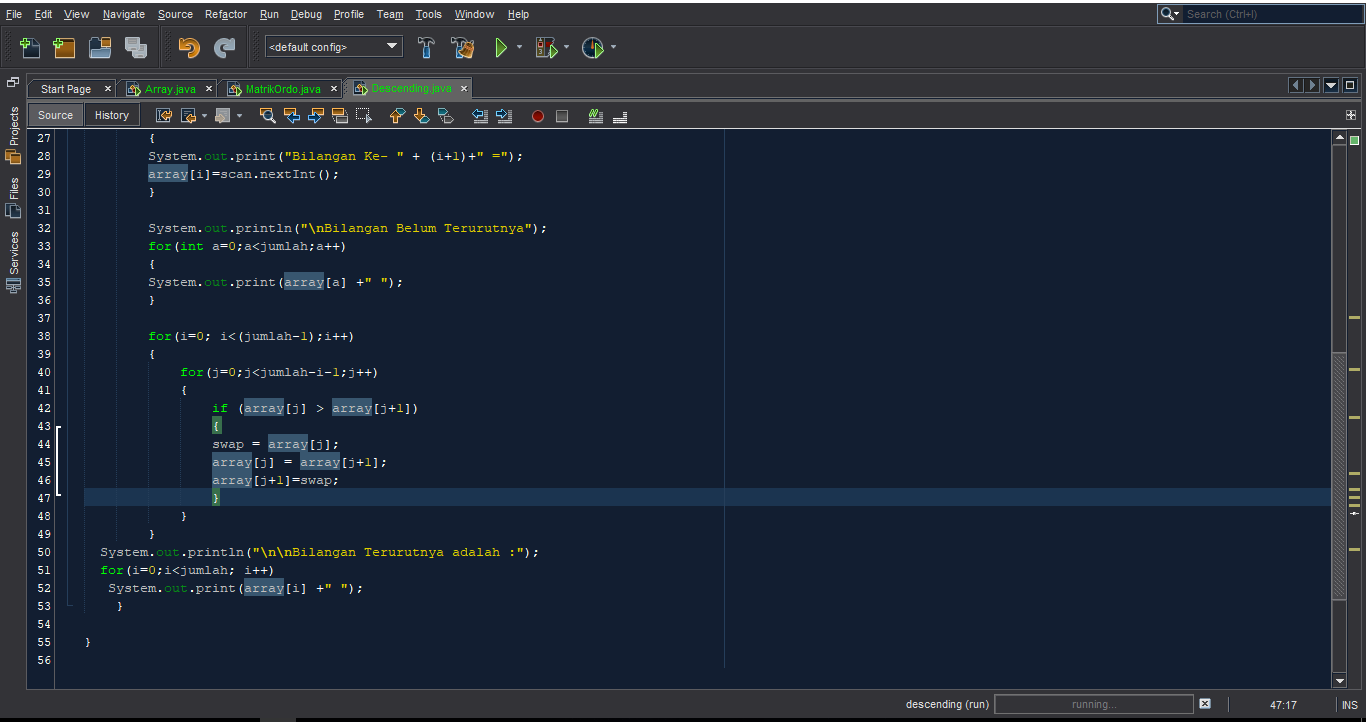 File Edit View Navigate Source Refactor Run Debug Profile Team Tools Window Help
Search (Ctrl+I)
<default config>
Start Page Array.java MatrikOrdo.java Descending.java
Source History
Projects
Files
Services
27 {
28 System.out.print("Bilangan Ke- " + (i+1)+" =");
29 array[i]=scan.nextInt();
30 }
31
32 System.out.println("\nBilangan Belum Terurutnya");
33 for(int a=0;a<jumlah;a++)
34 {
35 System.out.print(array[a] +" ");
36 }
37
38 for(i=0; i<(jumlah-1);i++)
39 {
40 for(j=0;j<jumlah-i-1;j++)
41 {
42 if (array[j] > array[j+1])
43 {
44 swap = array[j];
45 array[j] = array[j+1];
46 array[j+1]=swap;
47 }
48 }
49 }
50 System.out.println("\n\nBilangan Terurutnya adalah :");
51 for(i=0;i<jumlah; i++)
52 System.out.print(array[i] +" ");
53 }
54
55 }
56
descending (run) running... 47:17 INS